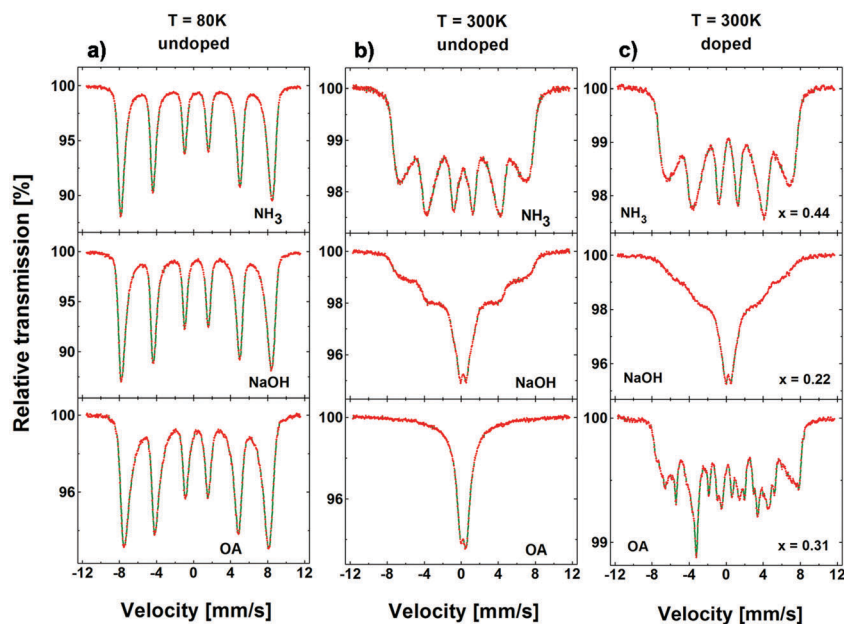 T = 80K
undoped
T = 300K
undoped
T = 300K
doped
a)
b)
c)
Relative transmission [%]
100
95
90
NH3
100
99
98
NH3
100
99
98
97
NH3
x = 0.44
100
95
90
NaOH
100
98
96
NaOH
100
98
96
NaOH
x = 0.22
100
96
OA
100
98
96
OA
100
99
OA
x = 0.31
-12 -8 -4 0 4 8 12
-12 -8 -4 0 4 8 12
-12 -8 -4 0 4 8 12
Velocity [mm/s]
Velocity [mm/s]
Velocity [mm/s]